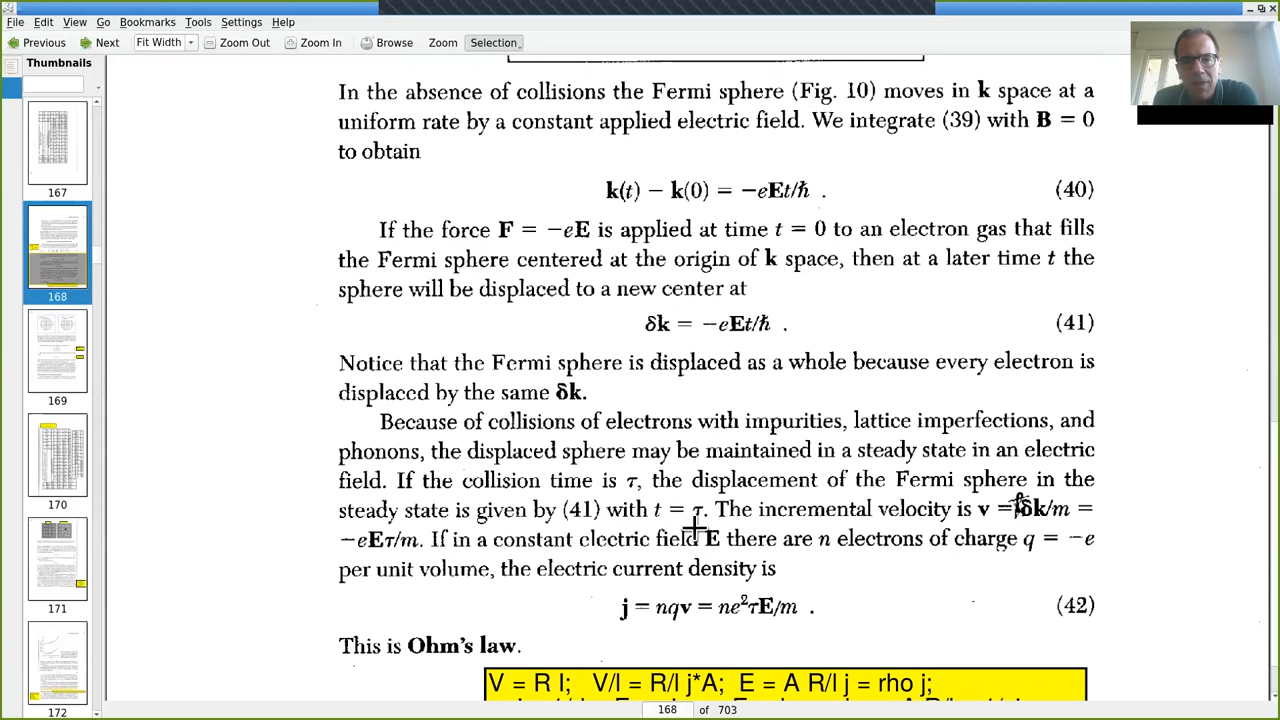 File Edit View Go Bookmarks Tools Settings Help
Previous Next Fit Width Zoom Out Zoom In Browse Zoom Selection
Thumbnails
167
168
169
170
171
172
In the absence of collisions the Fermi sphere (Fig. 10) moves in k space at a
uniform rate by a constant applied electric field. We integrate (39) with B = 0
to obtain
k(t) − k(0) = −eEt/ℏ . (40)
If the force F = −eE is applied at time t = 0 to an electron gas that fills
the Fermi sphere centered at the origin of k space, then at a later time t the
sphere will be displaced to a new center at
δk = −eEt/ℏ . (41)
Notice that the Fermi sphere is displaced as a whole because every electron is
displaced by the same δk.
Because of collisions of electrons with impurities, lattice imperfections, and
phonons, the displaced sphere may be maintained in a steady state in an electric
field. If the collision time is τ, the displacement of the Fermi sphere in the
steady state is given by (41) with t = τ. The incremental velocity is v = ℏδk/m =
−eEτ/m. If in a constant electric field E there are n electrons of charge q = −e
per unit volume, the electric current density is
j = nqv = ne²τE/m . (42)
This is Ohm's law.
V = R I; V/l = R/l j*A; E = A R/l j = rho j;
168 of 703